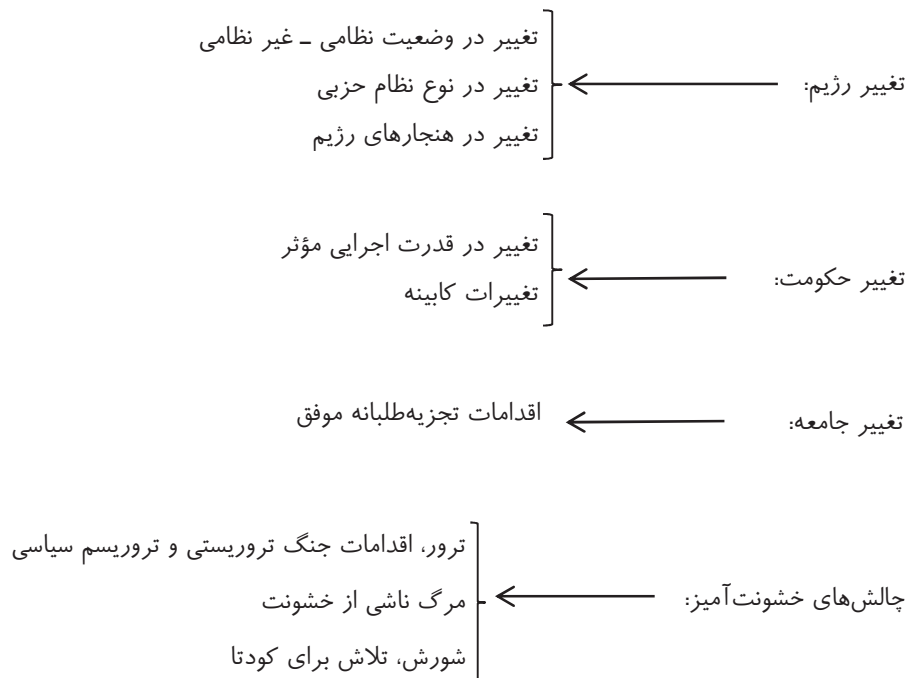 تغییر رژیم:
تغییر در وضعیت نظامی ـ غیر نظامی
تغییر در نوع نظام حزبی
تغییر در هنجارهای رژیم
تغییر حکومت:
تغییر در قدرت اجرایی مؤثر
تغییرات کابینه
تغییر جامعه:
اقدامات تجزیه‌طلبانه موفق
چالش‌های خشونت‌آمیز:
ترور، اقدامات جنگ تروریستی و تروریسم سیاسی
مرگ ناشی از خشونت
شورش، تلاش برای کودتا